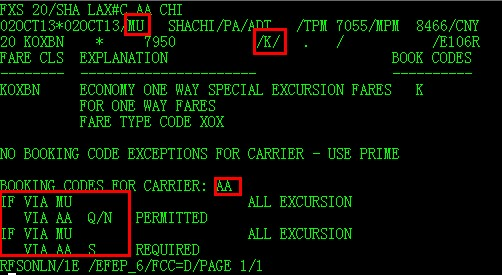 FXS 20/SHA LAX#C AA CHI
02OCT13*02OCT13/MU SHACHI/PA/ADT /TPM 7055/MPM 8466/CNY
20 KOXBN * 7950 /K/ . / /E106R
FARE CLS EXPLANATION BOOK CODES
-------- ----------- ----------
KOXBN ECONOMY ONE WAY SPECIAL EXCURSION FARES K
FOR ONE WAY FARES
FARE TYPE CODE XOX
NO BOOKING CODE EXCEPTIONS FOR CARRIER - USE PRIME
BOOKING CODES FOR CARRIER: AA
IF VIA MU ALL EXCURSION
VIA AA Q/N PERMITTED
IF VIA MU ALL EXCURSION
VIA AA S REQUIRED
RFSONLN/1E /EFEP_6/FCC=D/PAGE 1/1